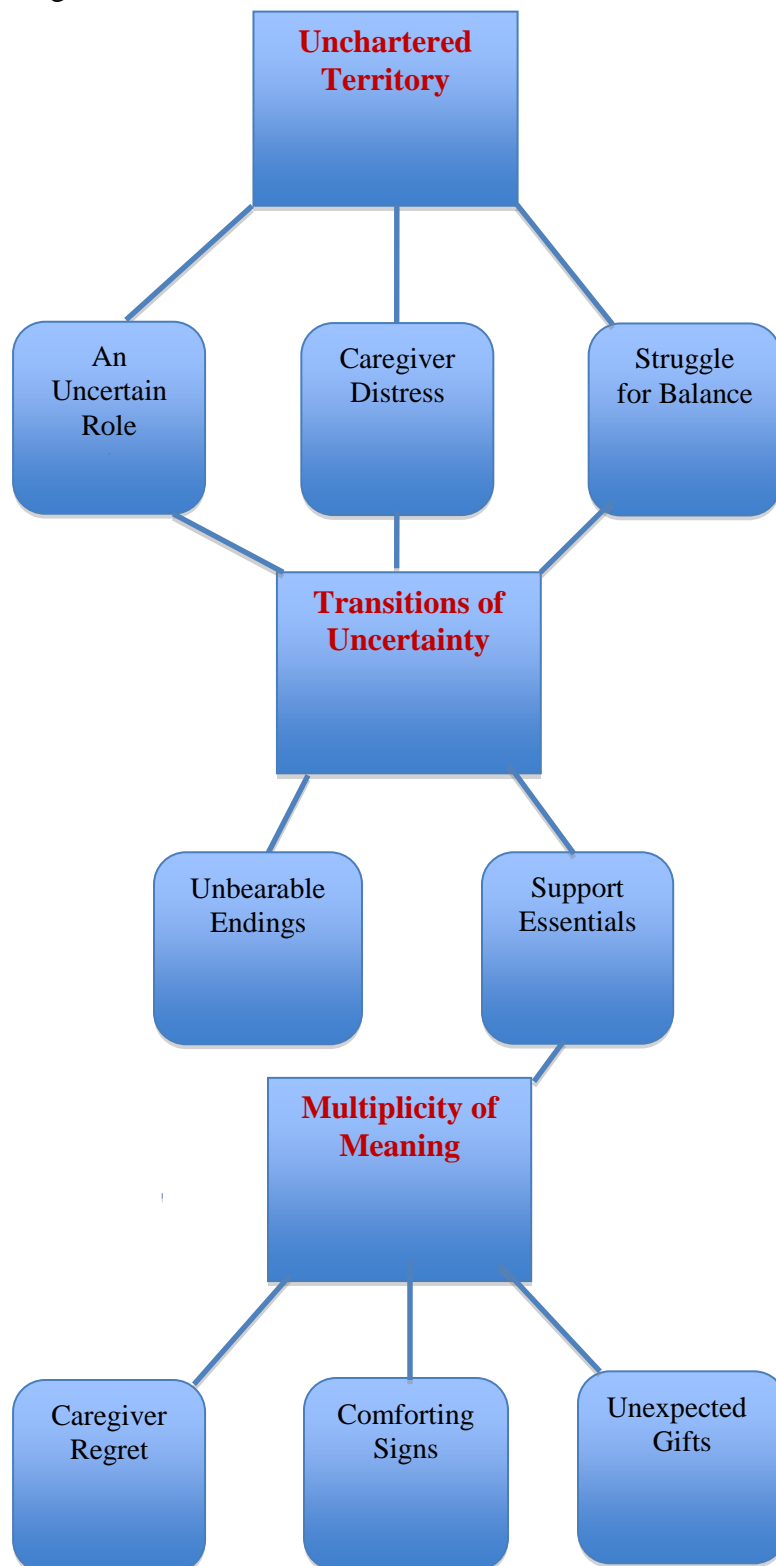 Unchartered
Territory
An
Uncertain
Role
Caregiver
Distress
Struggle
for Balance
Transitions of
Uncertainty
Unbearable
Endings
Support
Essentials
Multiplicity of
Meaning
Caregiver
Regret
Comforting
Signs
Unexpected
Gifts